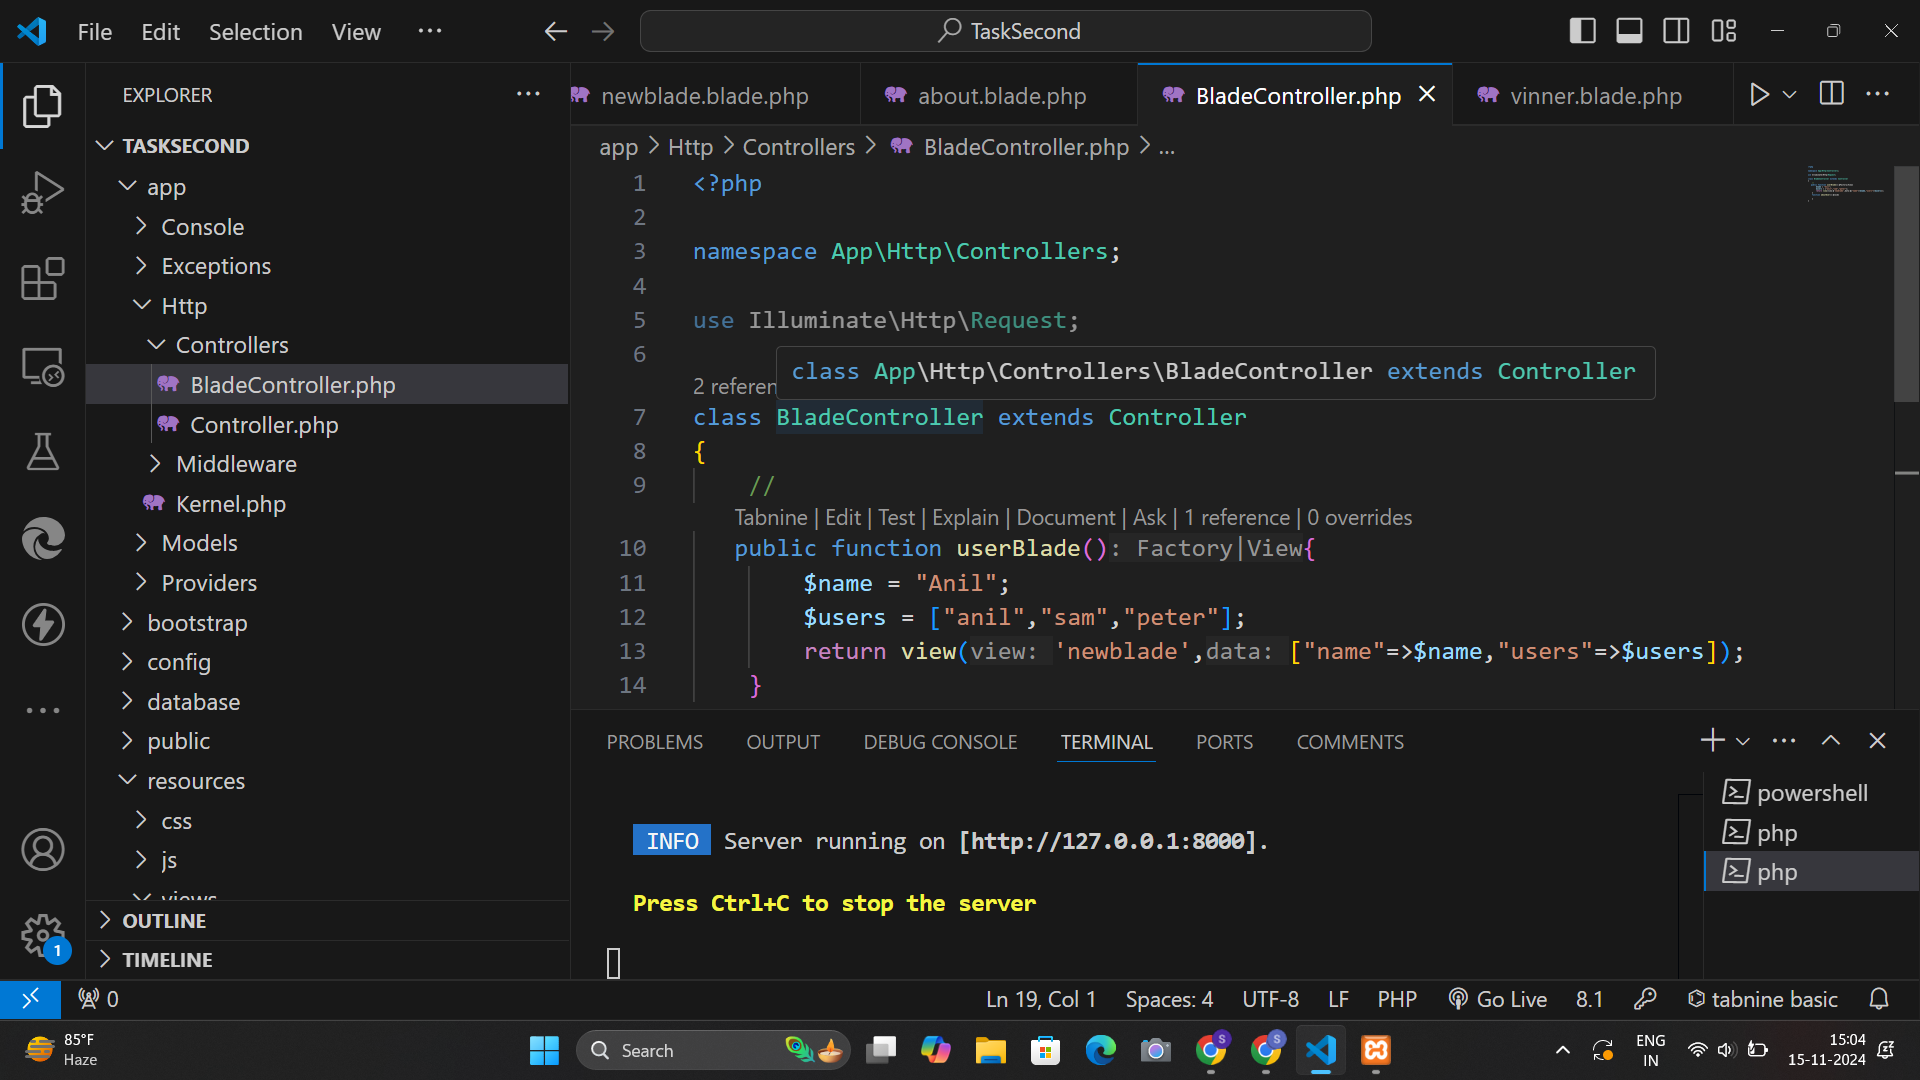 File Edit Selection View ...
TaskSecond
EXPLORER ...
TASKSECOND
app
Console
Exceptions
Http
Controllers
BladeController.php
Controller.php
Middleware
Kernel.php
Models
Providers
bootstrap
config
database
public
resources
css
js
views
OUTLINE
TIMELINE
newblade.blade.php about.blade.php BladeController.php vinner.blade.php
app > Http > Controllers > BladeController.php > ...
1 <?php
2
3 namespace App\Http\Controllers;
4
5 use Illuminate\Http\Request;
6
class App\Http\Controllers\BladeController extends Controller
2 referen
7 class BladeController extends Controller
8 {
9 //
Tabnine | Edit | Test | Explain | Document | Ask | 1 reference | 0 overrides
10 public function userBlade(): Factory|View{
11 $name = "Anil";
12 $users = ["anil","sam","peter"];
13 return view(view: 'newblade',data: ["name"=>$name,"users"=>$users]);
14 }
PROBLEMS OUTPUT DEBUG CONSOLE TERMINAL PORTS COMMENTS
INFO Server running on [http://127.0.0.1:8000].
Press Ctrl+C to stop the server
powershell
php
php
1
0 Ln 19, Col 1 Spaces: 4 UTF-8 LF PHP Go Live 8.1 tabnine basic
85°F
Haze
Search
S
S
ENG
IN
15:04
15-11-2024